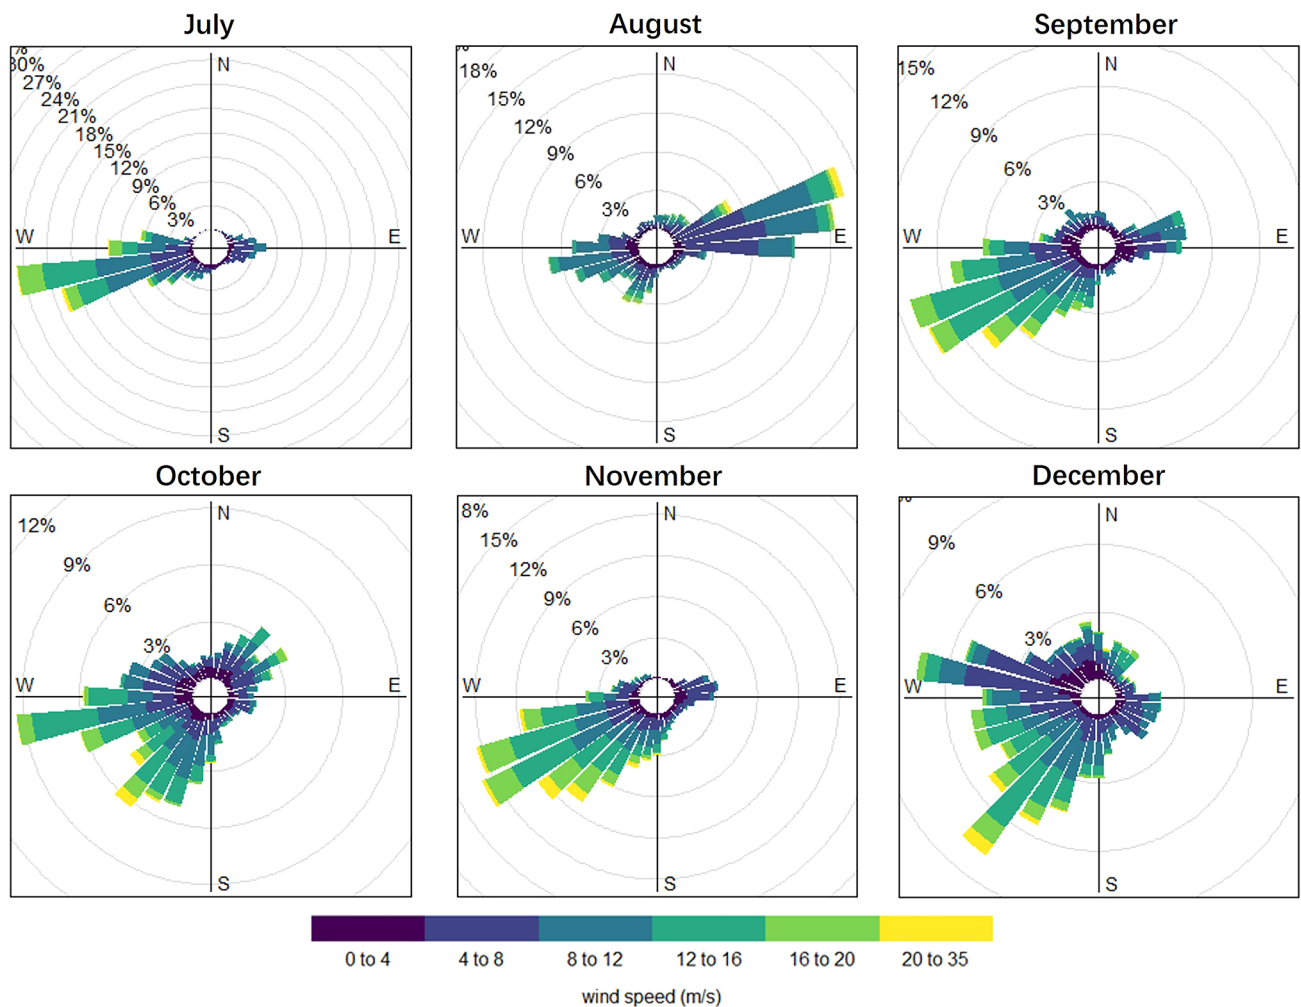 July
August
September
%
30%
27%
24%
21%
18%
15%
12%
9%
6%
3%
N
W
E
S
%
18%
15%
12%
9%
6%
3%
N
W
E
S
15%
12%
9%
6%
3%
N
W
E
S
October
November
December
12%
9%
6%
3%
N
W
E
S
8%
15%
12%
9%
6%
3%
N
W
E
S
%
9%
6%
3%
N
W
E
S
0 to 4
4 to 8
8 to 12
12 to 16
16 to 20
20 to 35
wind speed (m/s)